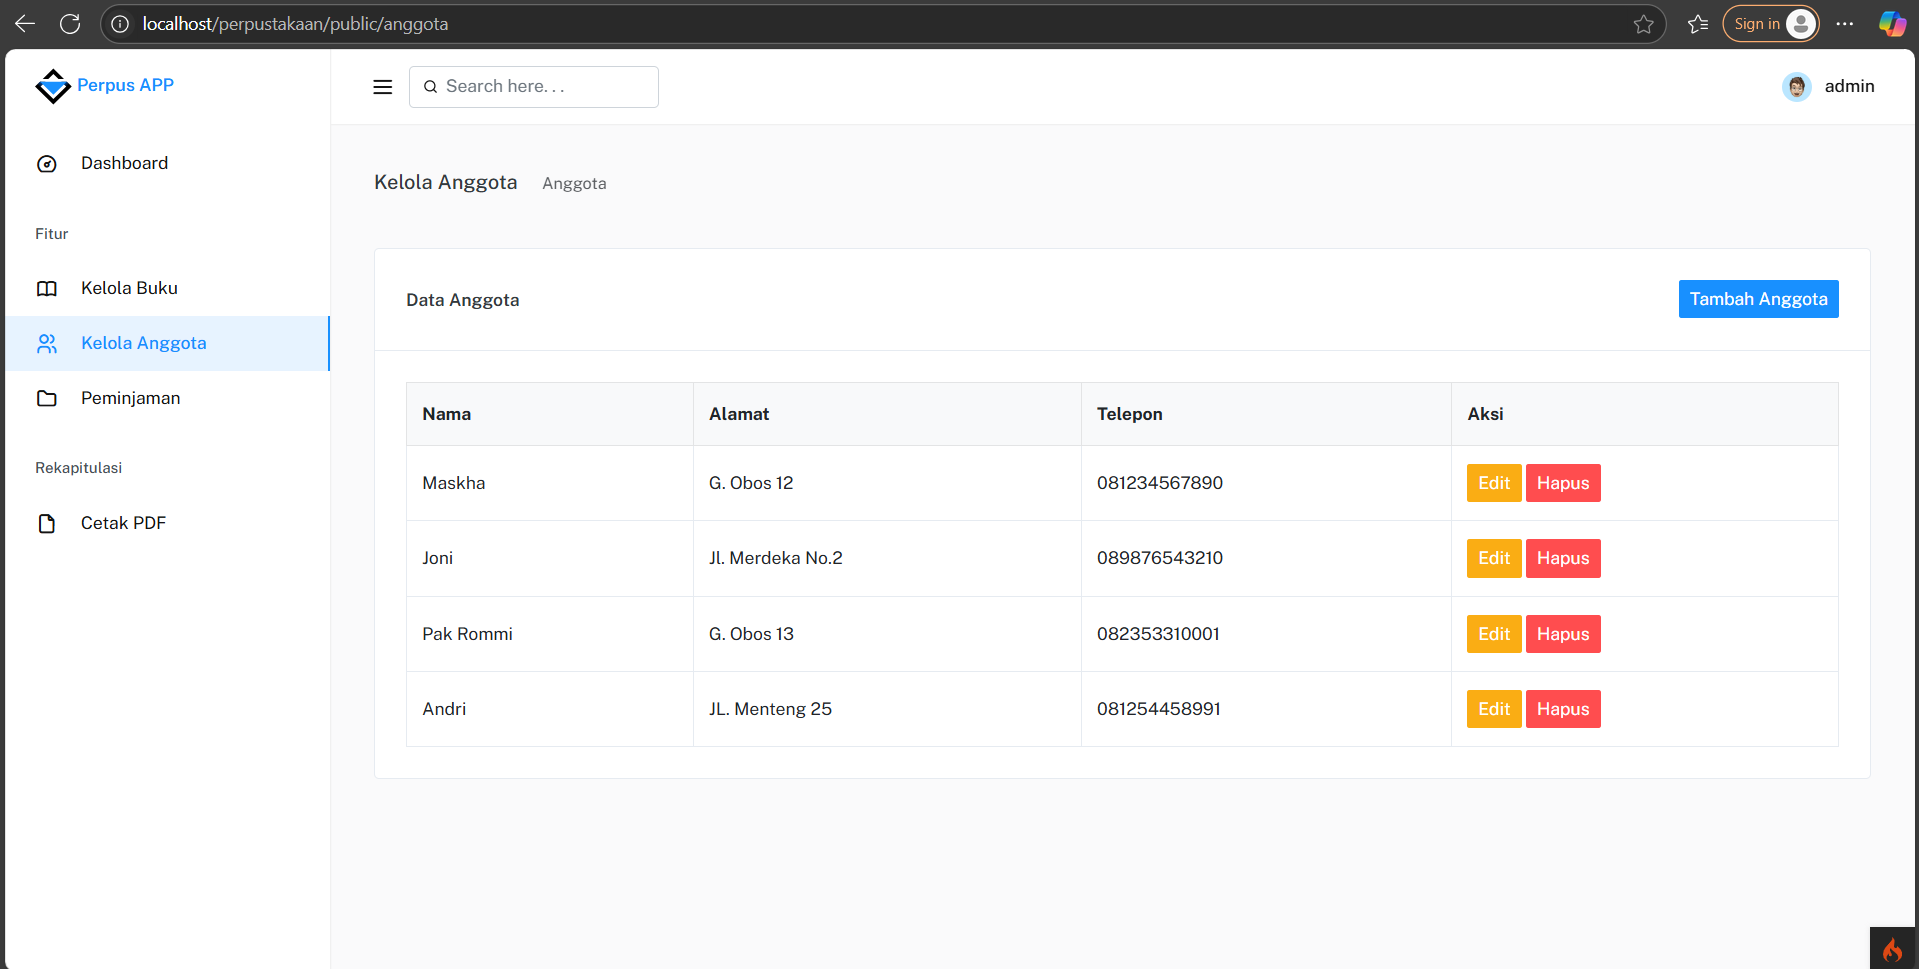 localhost/perpustakaan/public/anggota
Sign in
Perpus APP
Search here. . .
admin
Dashboard
Fitur
Kelola Buku
Kelola Anggota
Peminjaman
Rekapitulasi
Cetak PDF
Kelola Anggota Anggota
Data Anggota
Tambah Anggota
Nama Alamat Telepon Aksi
Maskha G. Obos 12 081234567890 Edit Hapus
Joni Jl. Merdeka No.2 089876543210 Edit Hapus
Pak Rommi G. Obos 13 082353310001 Edit Hapus
Andri JL. Menteng 25 081254458991 Edit Hapus